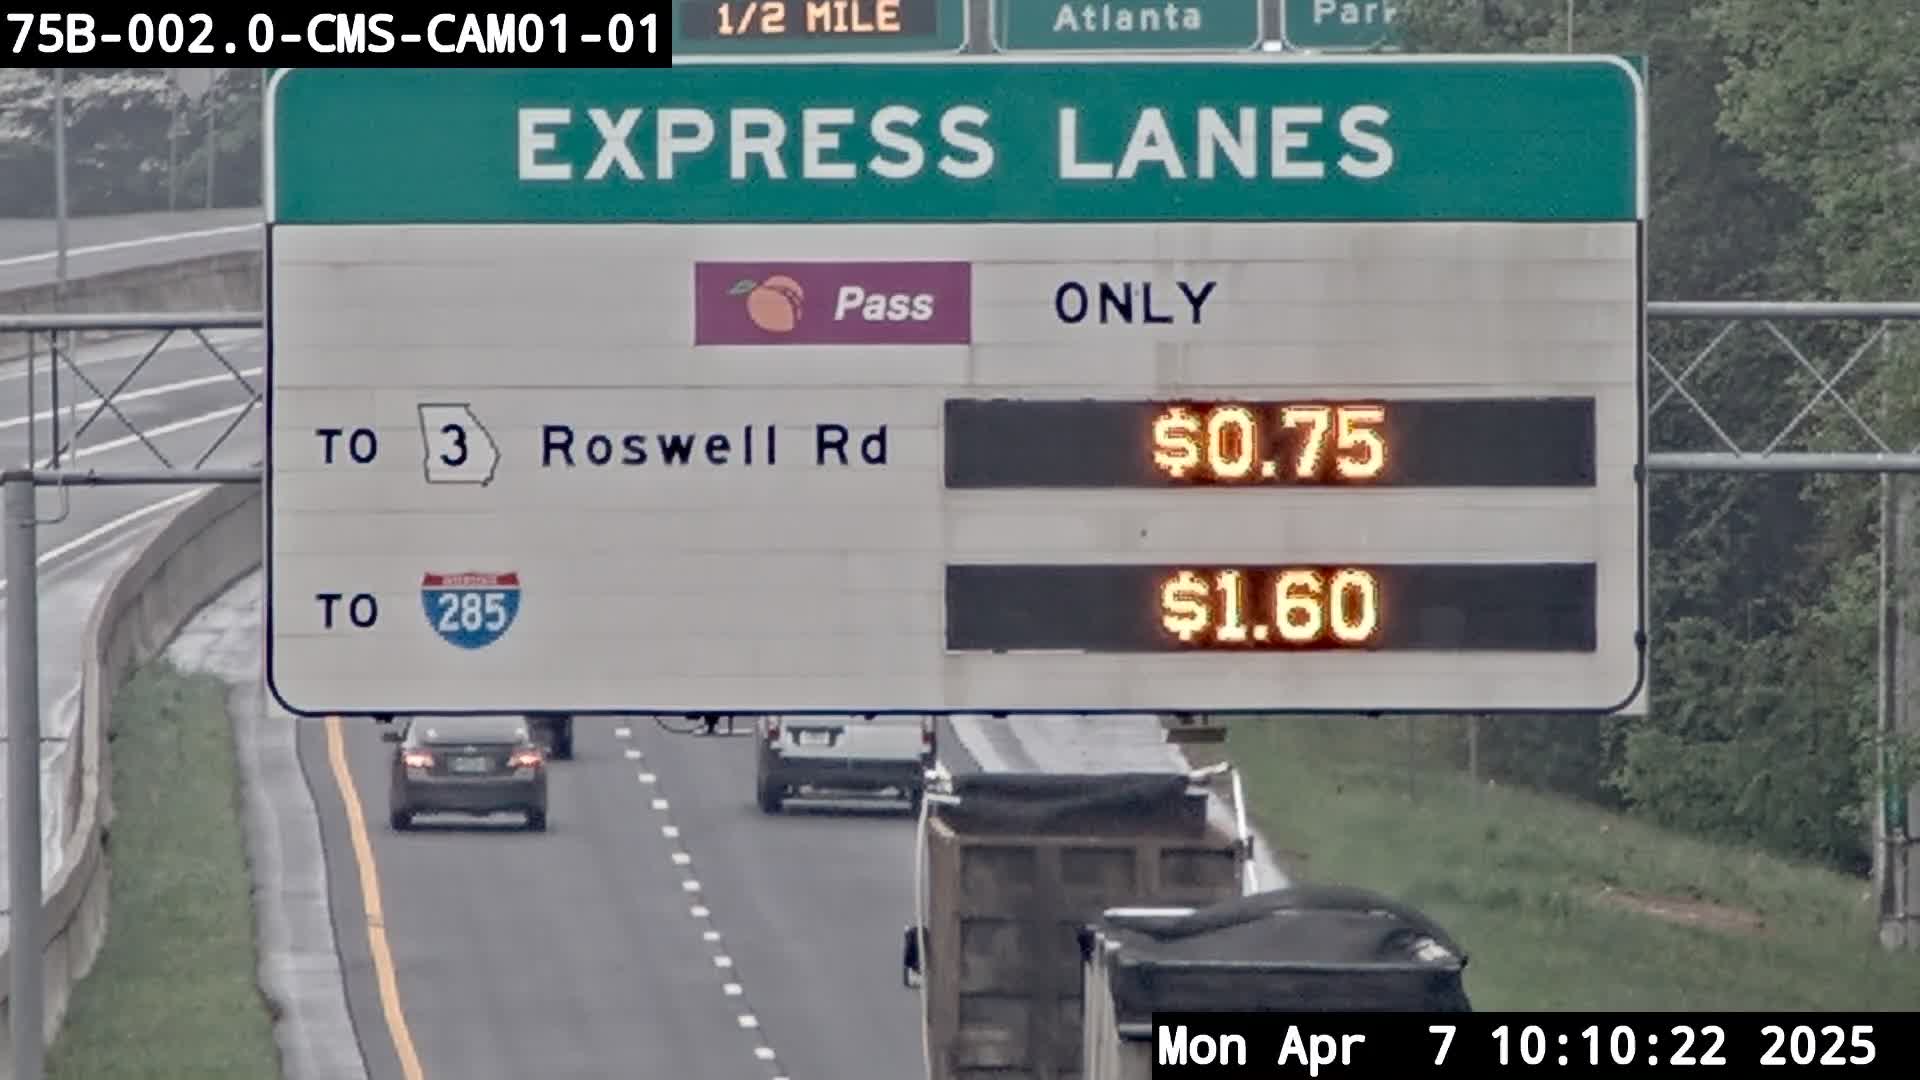 75B-002.0-CMS-CAM01-01
1/2 MILE
Atlanta
EXPRESS LANES
Pass ONLY
TO 3 Roswell Rd $0.75
TO INTERSTATE 285 $1.60
Mon Apr 7 10:10:22 2025